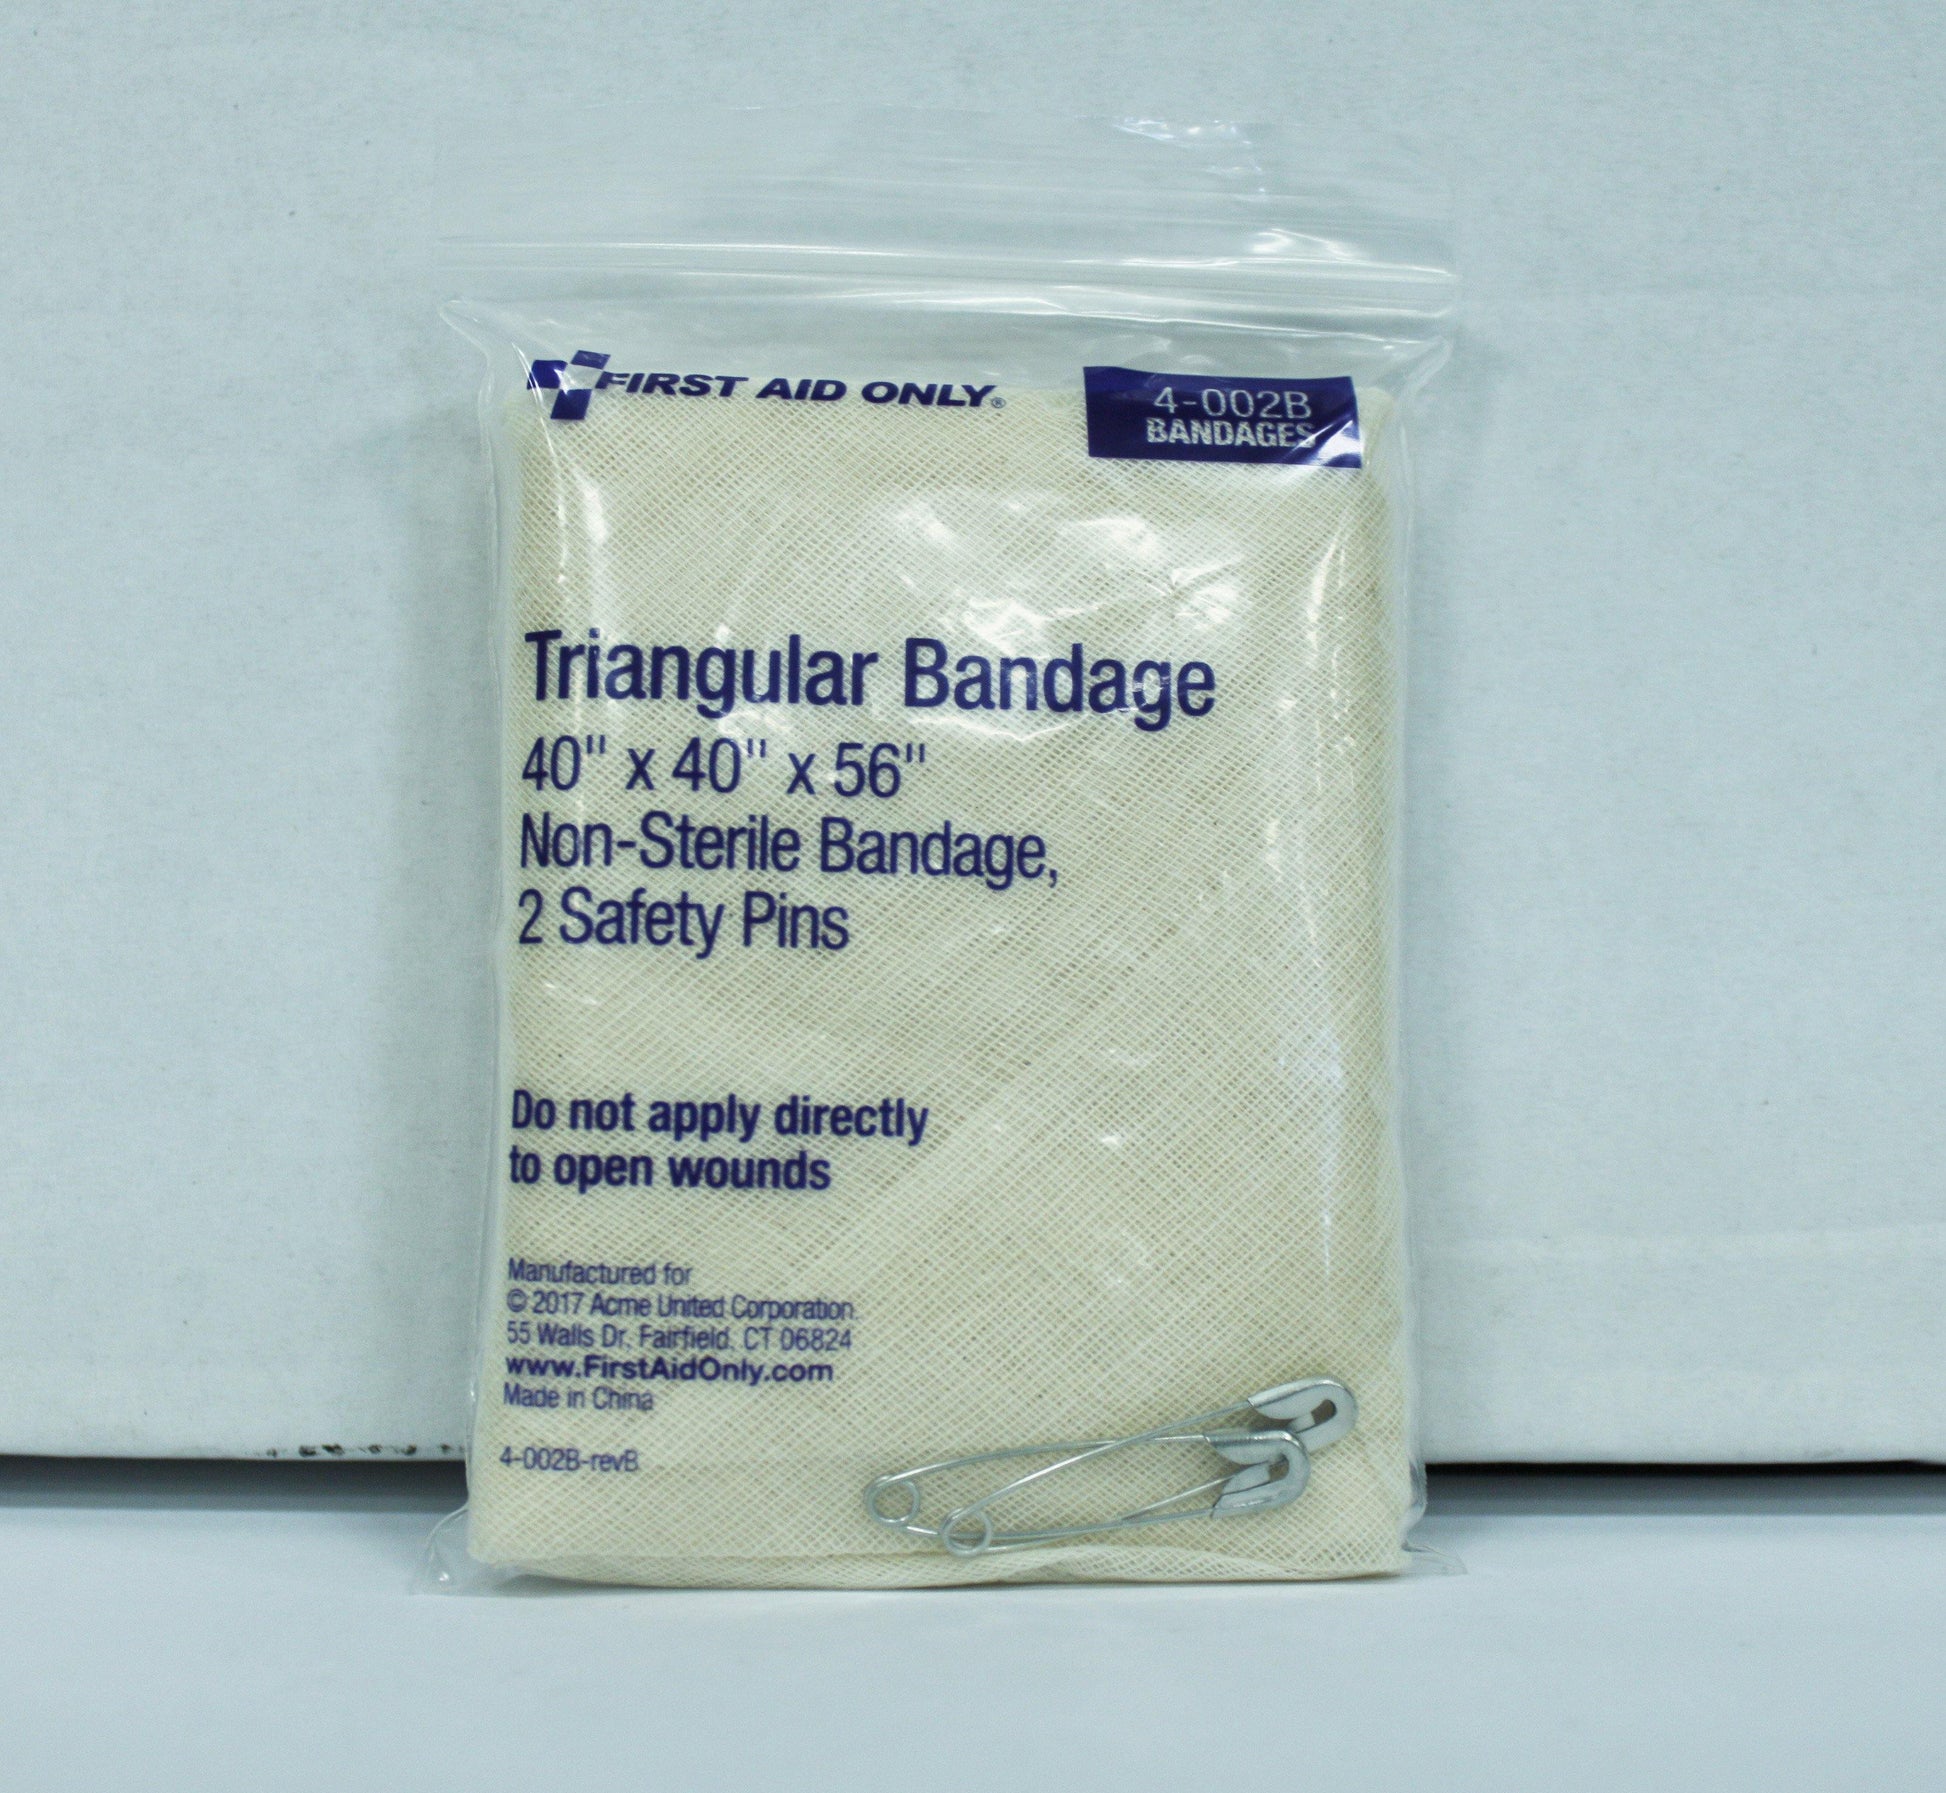 FIRST AID ONLY®
4-002B
BANDAGES
Triangular Bandage
40" x 40" x 56"
Non-Sterile Bandage,
2 Safety Pins
Do not apply directly
to open wounds
Manufactured for
© 2017 Acme United Corporation.
55 Walls Dr, Fairfield, CT 06824
www.FirstAidOnly.com
Made in China
4-002B-revB